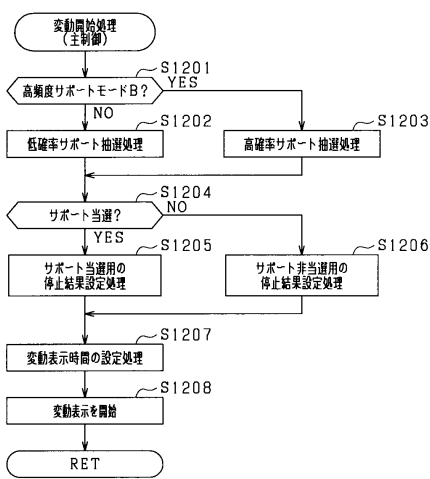 変動開始処理
(主制御)
S1201
高頻度サポートモードB?
YES
NO
S1202
S1203
低確率サポート抽選処理
高確率サポート抽選処理
S1204
サポート当選?
NO
YES
S1205
S1206
サポート当選用の
停止結果設定処理
サポート非当選用の
停止結果設定処理
S1207
変動表示時間の設定処理
S1208
変動表示を開始
RET